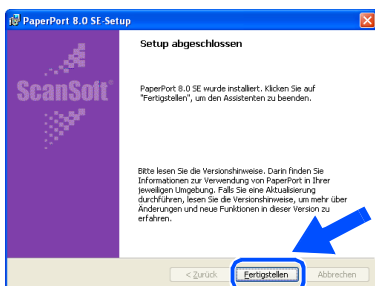 PaperPort 8.0 SE-Setup
Setup abgeschlossen
ScanSoft
PaperPort 8.0 SE wurde installiert. Klicken Sie auf
"Fertigstellen", um den Assistenten zu beenden.
Bitte lesen Sie die Versionshinweise. Darin finden Sie
Informationen zur Verwendung von PaperPort in Ihrer
jeweiligen Umgebung. Falls Sie eine Aktualisierung
durchführen, lesen Sie die Versionshinweise, um mehr über
Änderungen und neue Funktionen in dieser Version zu
erfahren.
< Zurück
Fertigstellen
Abbrechen